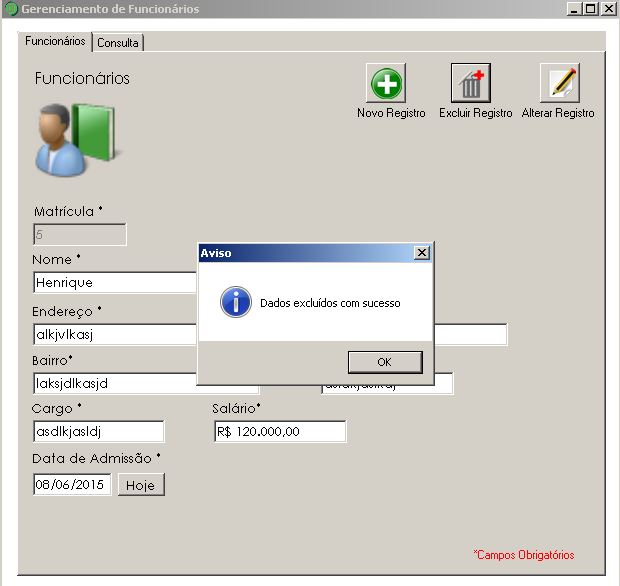 Gerenciamento de Funcionários
Funcionários
Consulta
Funcionários
Novo Registro
Excluir Registro
Alterar Registro
Matrícula *
5
Nome *
Henrique
Endereço *
alkjvlkasj
Aviso
Dados excluídos com sucesso
OK
Bairro*
laksjdlkasjd
Cargo *
Salário*
asdlkjasldj
R$ 120.000,00
Data de Admissão *
08/06/2015
Hoje
*Campos Obrigatórios